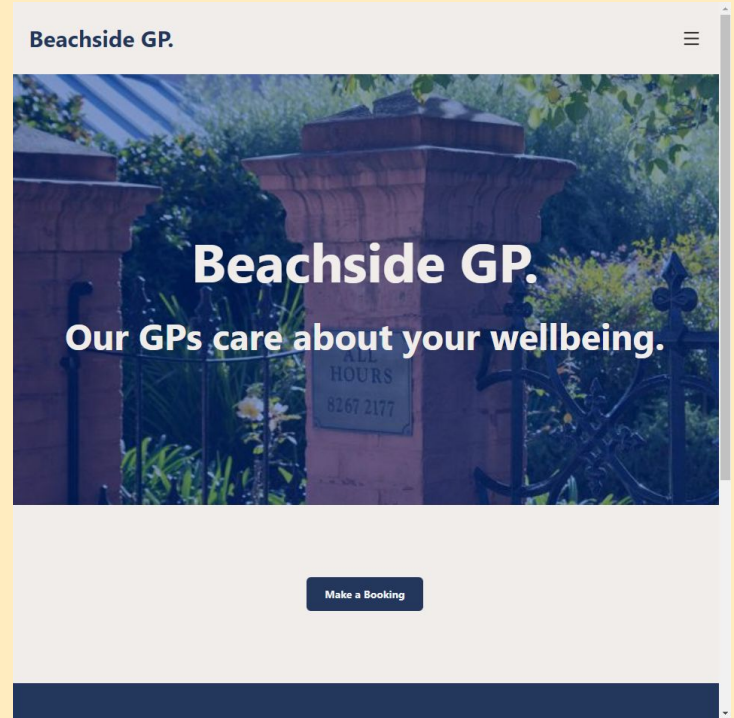 Beachside GP.
Beachside GP.
Our GPs care about your wellbeing.
ALL
HOURS
8267 2177
Make a Booking